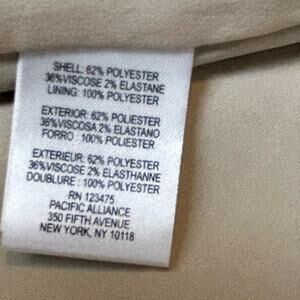 SHELL: 62% POLYESTER
36%VISCOSE 2% ELASTANE
LINING: 100% POLYESTER
EXTERIOR: 62% POLIESTER
36%VISCOSA 2% ELASTANO
FORRO : 100% POLIESTER
EXTERIEUR: 62% POLYESTER
36%VISCOSE 2% ELASTHANNE
DOUBLURE : 100% POLYESTER
RN 123475
PACIFIC ALLIANCE
350 FIFTH AVENUE
NEW YORK, NY 10118